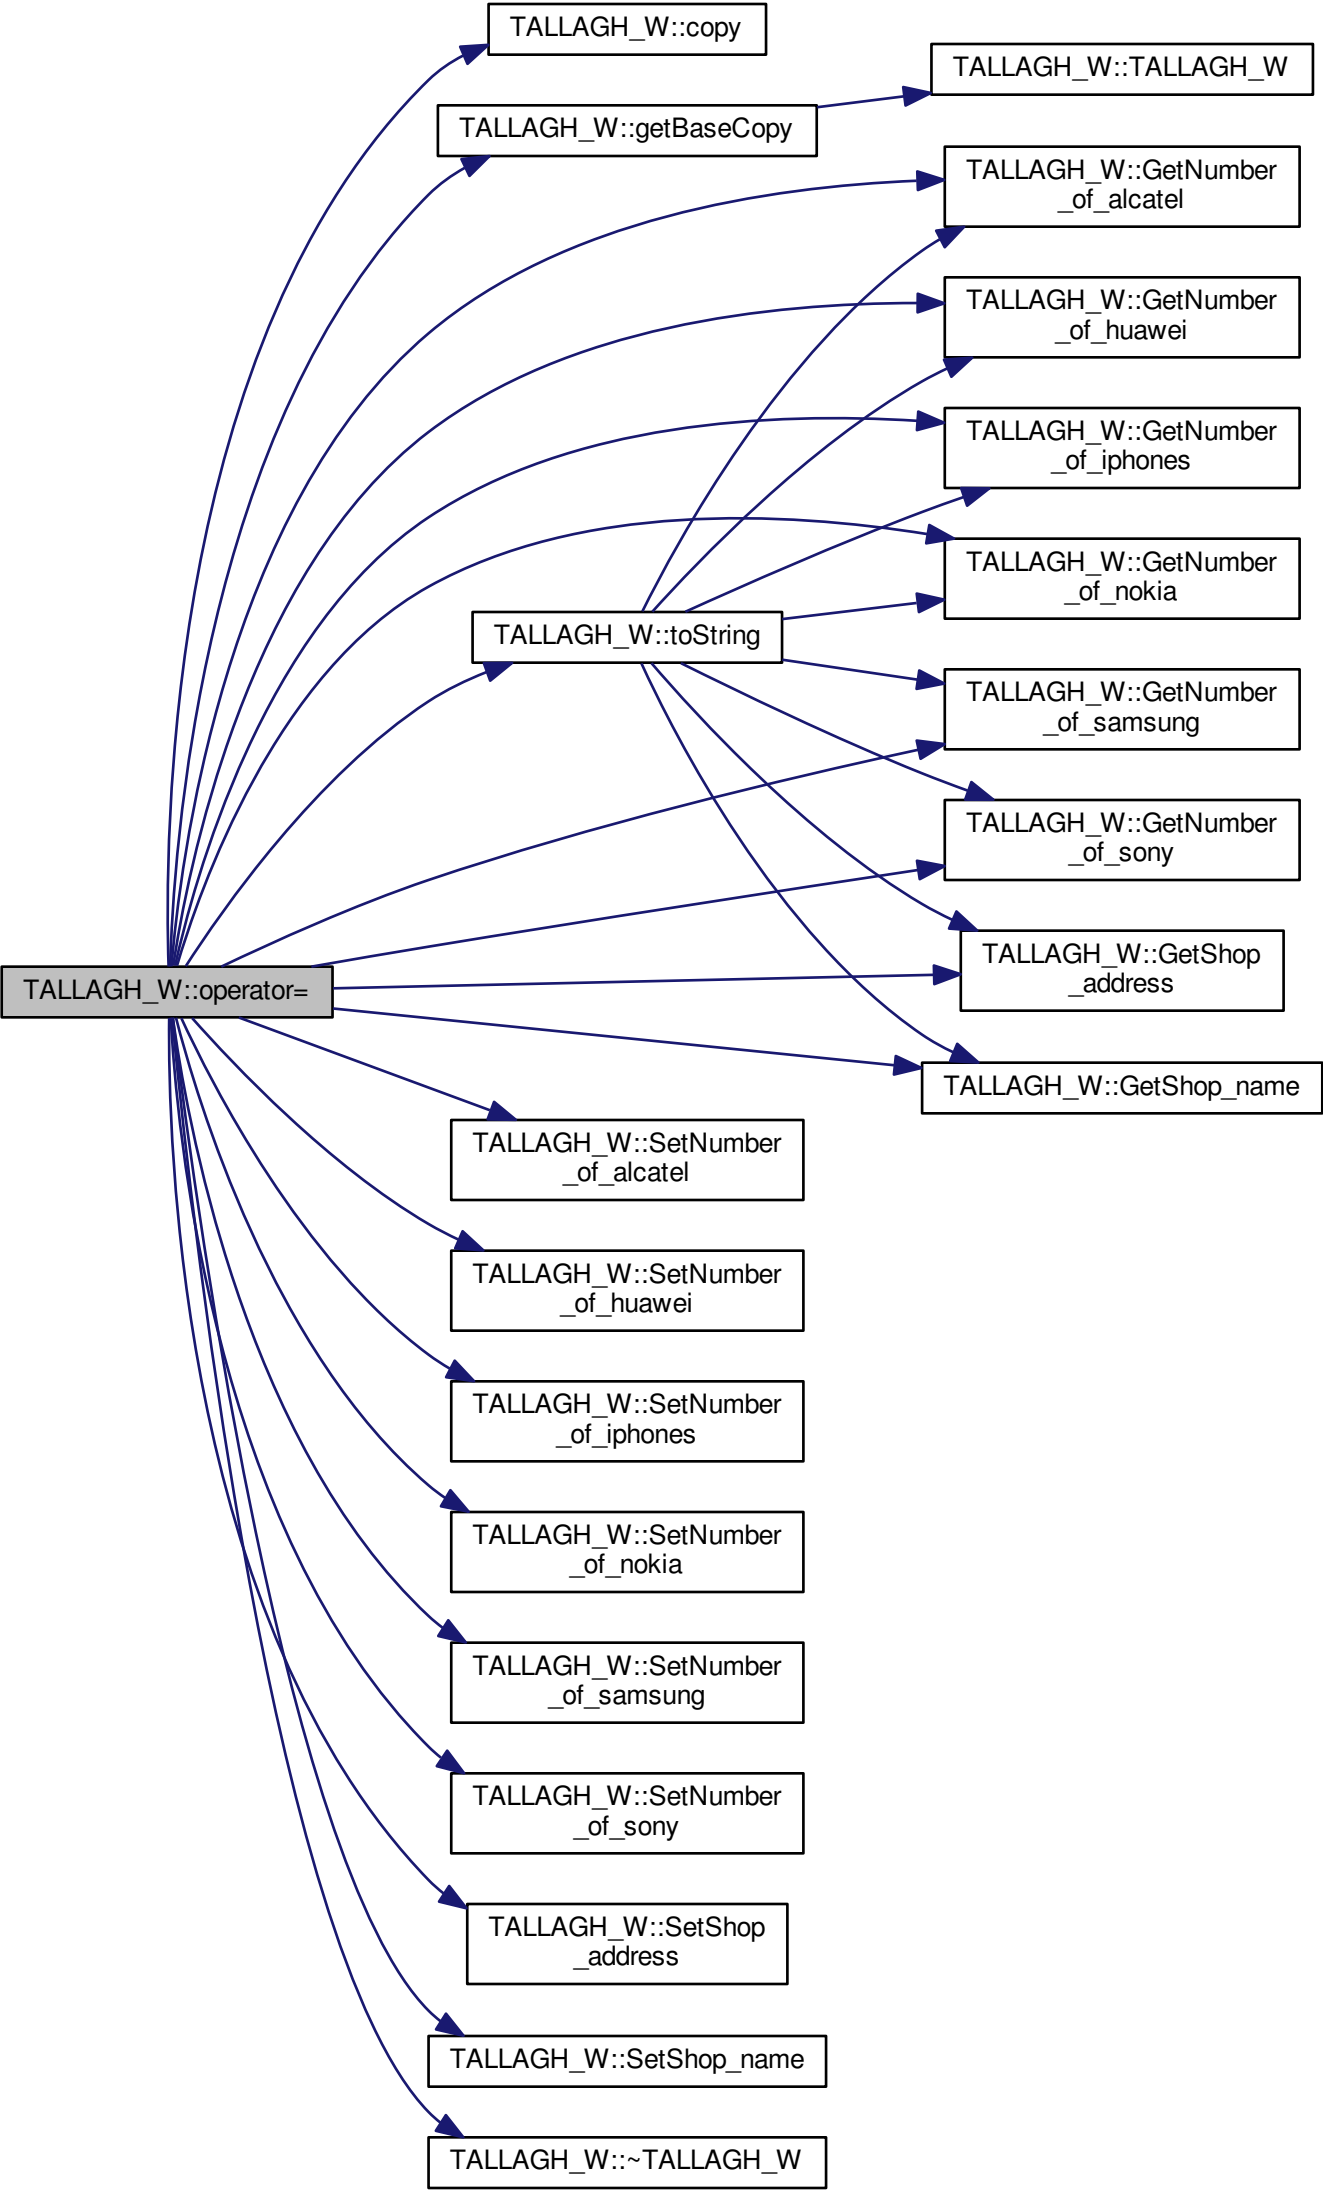 TALLAGH_W::copy
TALLAGH_W::TALLAGH_W
TALLAGH_W::getBaseCopy
TALLAGH_W::GetNumber
_of_alcatel
TALLAGH_W::GetNumber
_of_huawei
TALLAGH_W::GetNumber
_of_iphones
TALLAGH_W::GetNumber
_of_nokia
TALLAGH_W::toString
TALLAGH_W::GetNumber
_of_samsung
TALLAGH_W::GetNumber
_of_sony
TALLAGH_W::GetShop
_address
TALLAGH_W::operator=
TALLAGH_W::GetShop_name
TALLAGH_W::SetNumber
_of_alcatel
TALLAGH_W::SetNumber
_of_huawei
TALLAGH_W::SetNumber
_of_iphones
TALLAGH_W::SetNumber
_of_nokia
TALLAGH_W::SetNumber
_of_samsung
TALLAGH_W::SetNumber
_of_sony
TALLAGH_W::SetShop
_address
TALLAGH_W::SetShop_name
TALLAGH_W::~TALLAGH_W